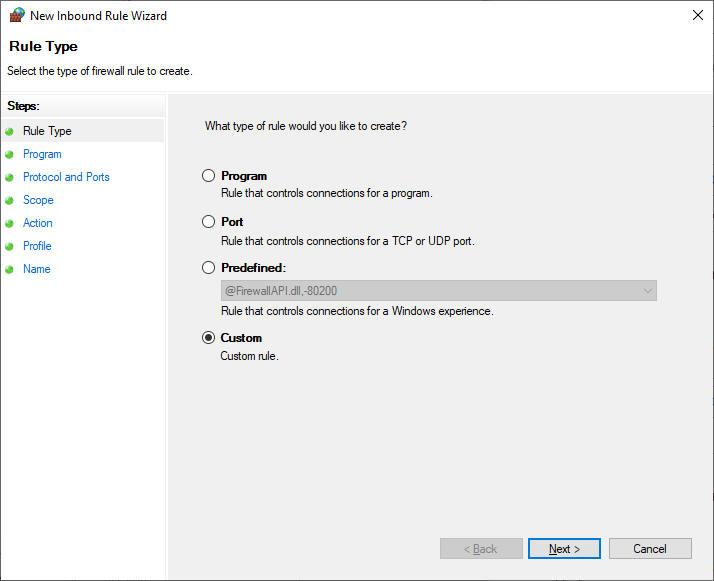 New Inbound Rule Wizard
Rule Type
Select the type of firewall rule to create.
Steps:
Rule Type
Program
Protocol and Ports
Scope
Action
Profile
Name
What type of rule would you like to create?
Program
Rule that controls connections for a program.
Port
Rule that controls connections for a TCP or UDP port.
Predefined:
@FirewallAPI.dll,-80200
Rule that controls connections for a Windows experience.
Custom
Custom rule.
< Back
Next >
Cancel